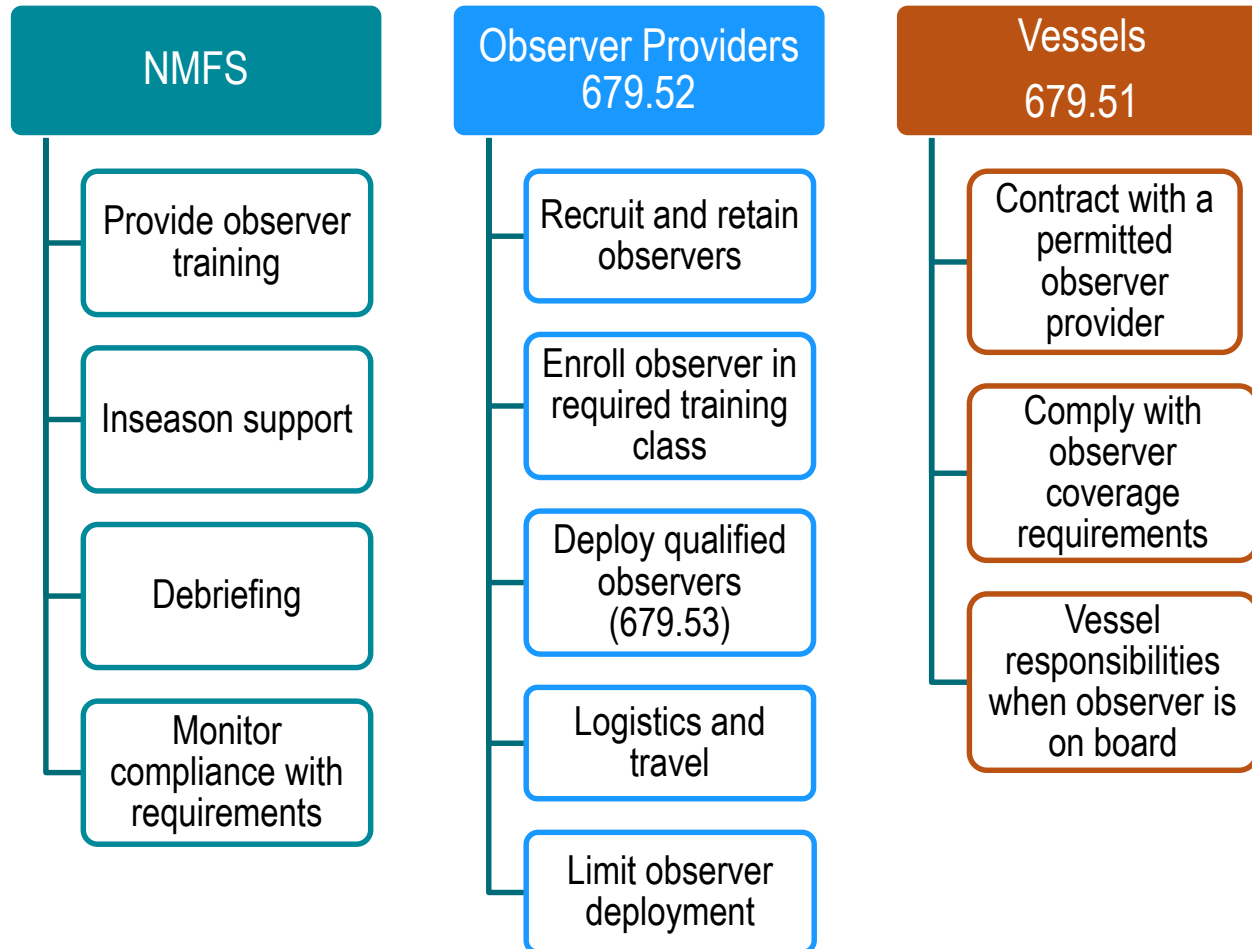 NMFS
Provide observer
training
Inseason support
Debriefing
Monitor
compliance with
requirements
Observer Providers
679.52
Recruit and retain
observers
Enroll observer in
required training
class
Deploy qualified
observers
(679.53)
Logistics and
travel
Limit observer
deployment
Vessels
679.51
Contract with a
permitted
observer
provider
Comply with
observer
coverage
requirements
Vessel
responsibilities
when observer is
on board